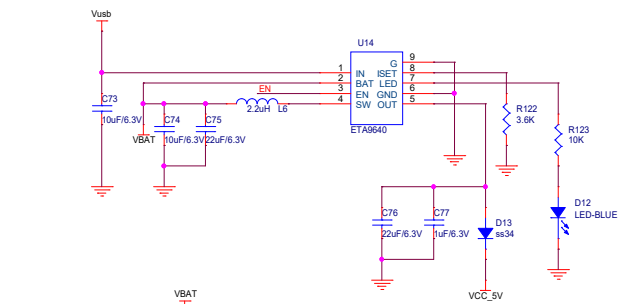 Vusb
U14
9
G
1
IN
ISET
8
2
BAT
LED
7
3
EN
GND
6
4
SW
OUT
5
ETA9640
EN
2.2uH
L6
C73
10uF/6.3V
VBAT
C74
10uF/6.3V
C75
22uF/6.3V
R122
3.6K
R123
10K
C76
22uF/6.3V
C77
1uF/6.3V
D13
ss34
D12
LED-BLUE
VCC_5V
VBAT